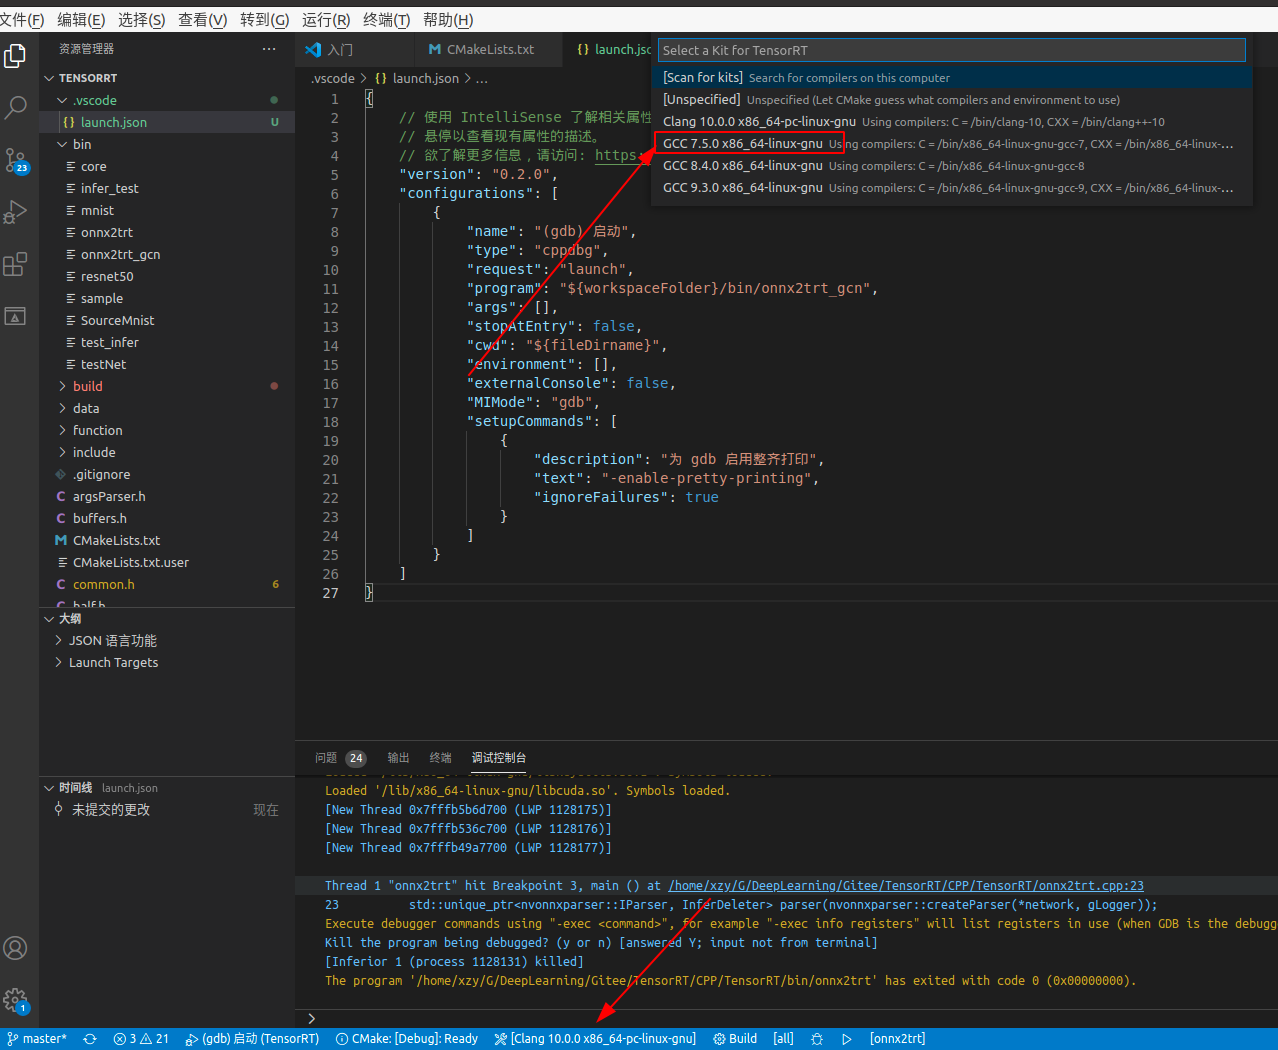 文件(F) 编辑(E) 选择(S) 查看(V) 转到(G) 运行(R) 终端(T) 帮助(H)
资源管理器 ···
TENSORRT
.vscode
{} launch.json U
bin
core
infer_test
mnist
onnx2trt
onnx2trt_gcn
resnet50
sample
SourceMnist
test_infer
testNet
build
data
function
include
.gitignore
C argsParser.h
C buffers.h
M CMakeLists.txt
CMakeLists.txt.user
C common.h 6
C half.h
大纲
JSON 语言功能
Launch Targets
时间线 launch.json
未提交的更改 现在
23
1
入门
M CMakeLists.txt
{} launch.jso
.vscode > {} launch.json > ...
Select a Kit for TensorRT
[Scan for kits] Search for compilers on this computer
[Unspecified] Unspecified (Let CMake guess what compilers and environment to use)
Clang 10.0.0 x86_64-pc-linux-gnu Using compilers: C = /bin/clang-10, CXX = /bin/clang++-10
GCC 7.5.0 x86_64-linux-gnu Using compilers: C = /bin/x86_64-linux-gnu-gcc-7, CXX = /bin/x86_64-linux-...
GCC 8.4.0 x86_64-linux-gnu Using compilers: C = /bin/x86_64-linux-gnu-gcc-8
GCC 9.3.0 x86_64-linux-gnu Using compilers: C = /bin/x86_64-linux-gnu-gcc-9, CXX = /bin/x86_64-linux-...
1 {
2 // 使用 IntelliSense 了解相关属性
3 // 悬停以查看现有属性的描述。
4 // 欲了解更多信息，请访问: https:
5 "version": "0.2.0",
6 "configurations": [
7 {
8 "name": "(gdb) 启动",
9 "type": "cppdbg",
10 "request": "launch",
11 "program": "${workspaceFolder}/bin/onnx2trt_gcn",
12 "args": [],
13 "stopAtEntry": false,
14 "cwd": "${fileDirname}",
15 "environment": [],
16 "externalConsole": false,
17 "MIMode": "gdb",
18 "setupCommands": [
19 {
20 "description": "为 gdb 启用整齐打印",
21 "text": "-enable-pretty-printing",
22 "ignoreFailures": true
23 }
24 ]
25 }
26 ]
27 }
问题 24 输出 终端 调试控制台
Loaded '/lib/x86_64-linux-gnu/libcuda.so'. Symbols loaded.
[New Thread 0x7fffb5b6d700 (LWP 1128175)]
[New Thread 0x7fffb536c700 (LWP 1128176)]
[New Thread 0x7fffb49a7700 (LWP 1128177)]
Thread 1 "onnx2trt" hit Breakpoint 3, main () at /home/xzy/G/DeepLearning/Gitee/TensorRT/CPP/TensorRT/onnx2trt.cpp:23
23 std::unique_ptr<nvonnxparser::IParser, InferDeleter> parser(nvonnxparser::createParser(*network, gLogger));
Execute debugger commands using "-exec <command>", for example "-exec info registers" will list registers in use (when GDB is the debugg
Kill the program being debugged? (y or n) [answered Y; input not from terminal]
[Inferior 1 (process 1128131) killed]
The program '/home/xzy/G/DeepLearning/Gitee/TensorRT/CPP/TensorRT/bin/onnx2trt' has exited with code 0 (0x00000000).
>
master* 3 21 (gdb) 启动 (TensorRT) CMake: [Debug]: Ready [Clang 10.0.0 x86_64-pc-linux-gnu] Build [all] [onnx2trt]